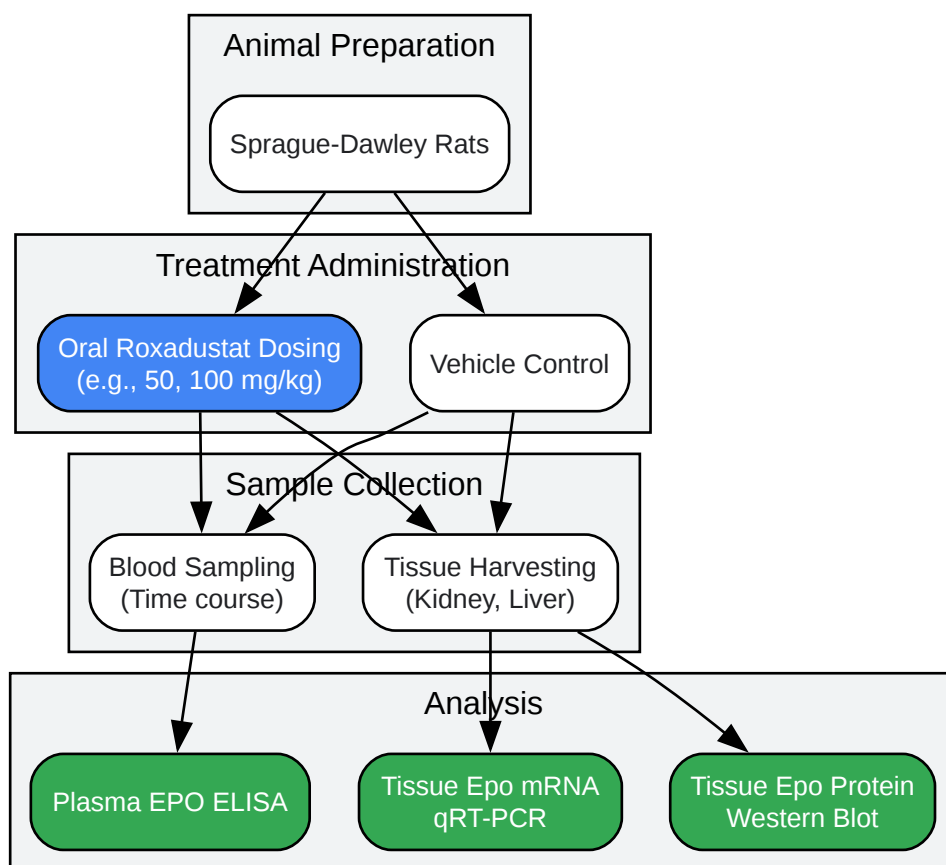 Animal Preparation
Sprague-Dawley Rats
Treatment Administration
Oral Roxadustat Dosing
(e.g., 50, 100 mg/kg)
Vehicle Control
Sample Collection
Blood Sampling
(Time course)
Tissue Harvesting
(Kidney, Liver)
Analysis
Plasma EPO ELISA
Tissue Epo mRNA
qRT-PCR
Tissue Epo Protein
Western Blot